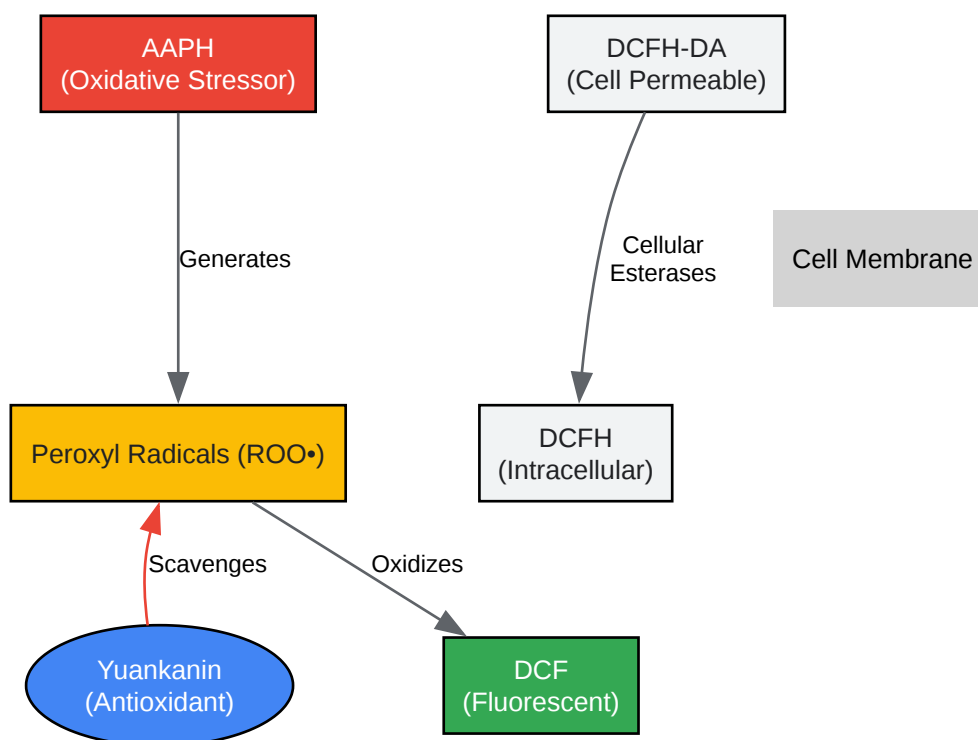 AAPH
(Oxidative Stressor)
DCFH-DA
(Cell Permeable)
Generates
Cellular
Esterases
Cell Membrane
Peroxyl Radicals (ROO•)
DCFH
(Intracellular)
Scavenges
Oxidizes
Yuankanin
(Antioxidant)
DCF
(Fluorescent)